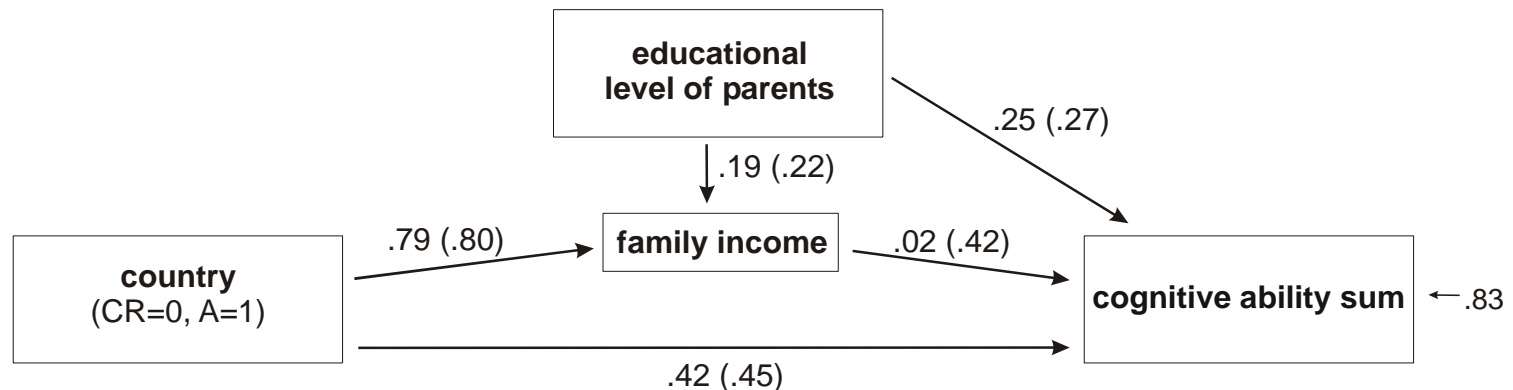 educational
level of parents
.25 (.27)
.19 (.22)
.79 (.80)
family income
.02 (.42)
country
(CR=0, A=1)
cognitive ability sum
.83
.42 (.45)